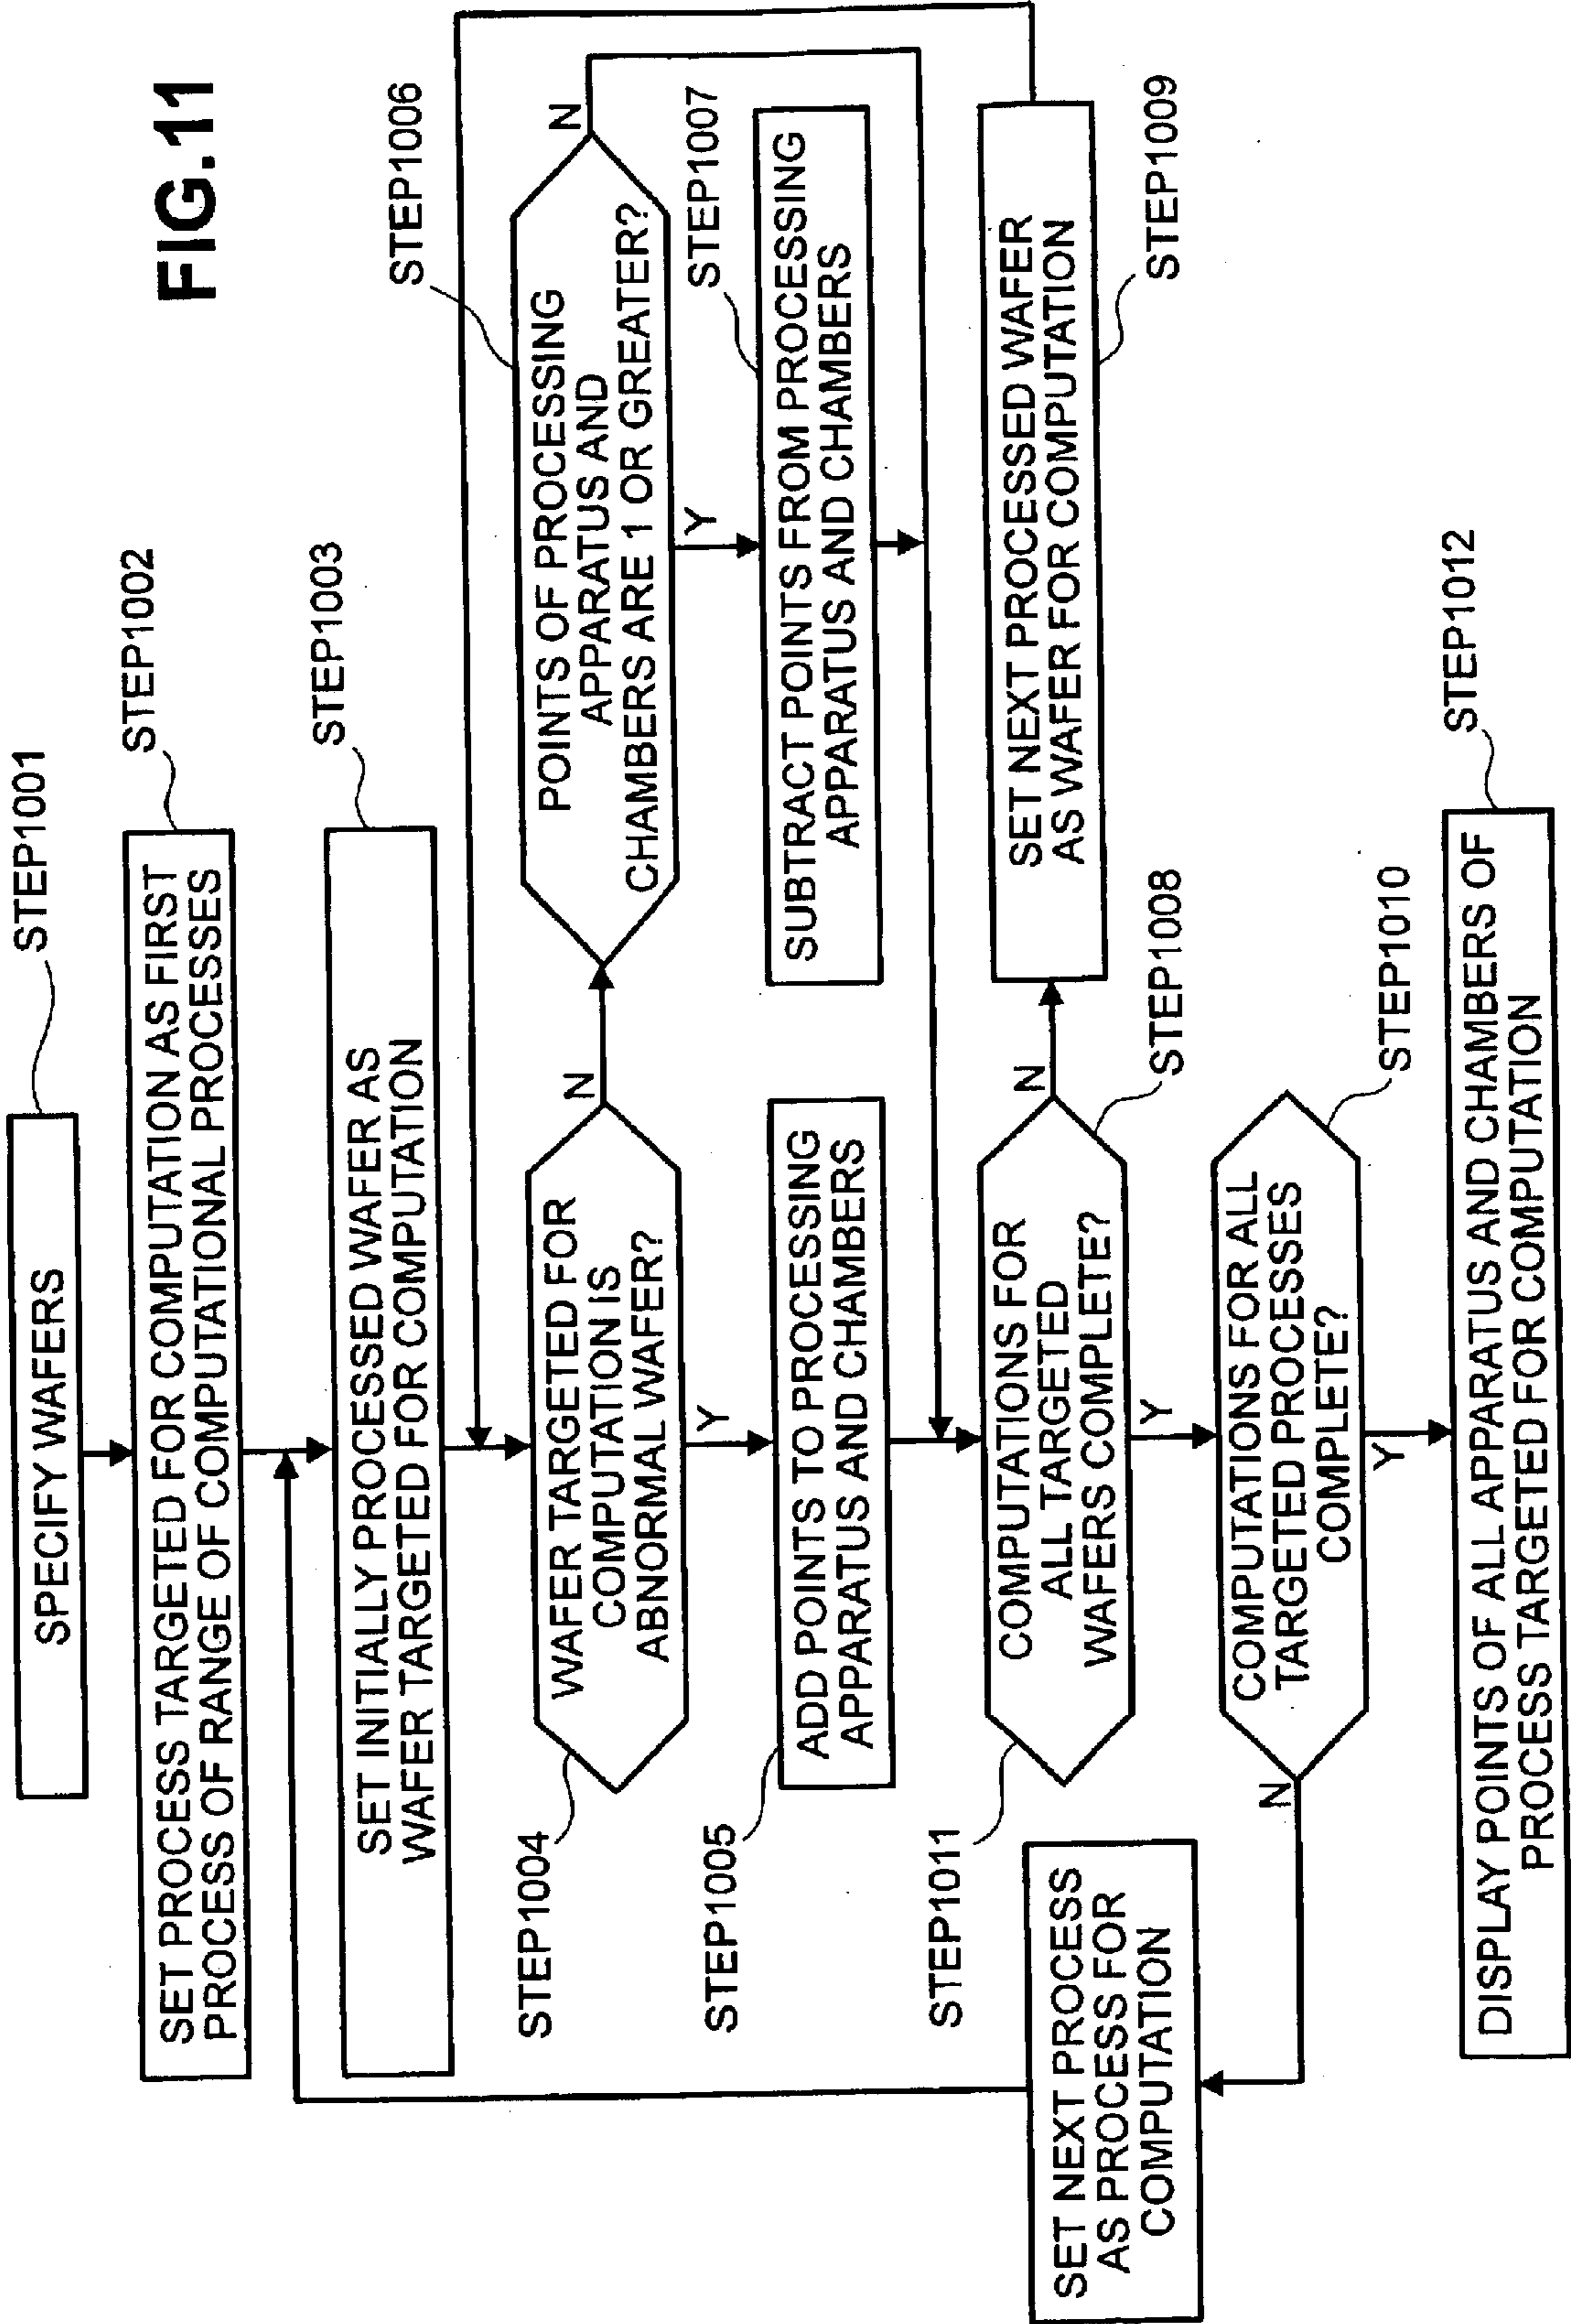 FIG.11
STEP1001
SPECIFY WAFERS
STEP1002
SET PROCESS TARGETED FOR COMPUTATION AS FIRST
PROCESS OF RANGE OF COMPUTATIONAL PROCESSES
STEP1003
SET INITIALLY PROCESSED WAFER AS
WAFER TARGETED FOR COMPUTATION
STEP1004
WAFER TARGETED FOR
COMPUTATION IS
ABNORMAL WAFER?
N
Y
STEP1006
POINTS OF PROCESSING
APPARATUS AND
CHAMBERS ARE 1 OR GREATER?
N
Y
STEP1005
ADD POINTS TO PROCESSING
APPARATUS AND CHAMBERS
STEP1007
SUBTRACT POINTS FROM PROCESSING
APPARATUS AND CHAMBERS
STEP1011
COMPUTATIONS FOR
ALL TARGETED
WAFERS COMPLETE?
N
Y
STEP1008
SET NEXT PROCESSED WAFER
AS WAFER FOR COMPUTATION
STEP1009
SET NEXT PROCESS
AS PROCESS FOR
COMPUTATION
STEP1010
COMPUTATIONS FOR ALL
TARGETED PROCESSES
COMPLETE?
N
Y
STEP1012
DISPLAY POINTS OF ALL APPARATUS AND CHAMBERS OF
PROCESS TARGETED FOR COMPUTATION